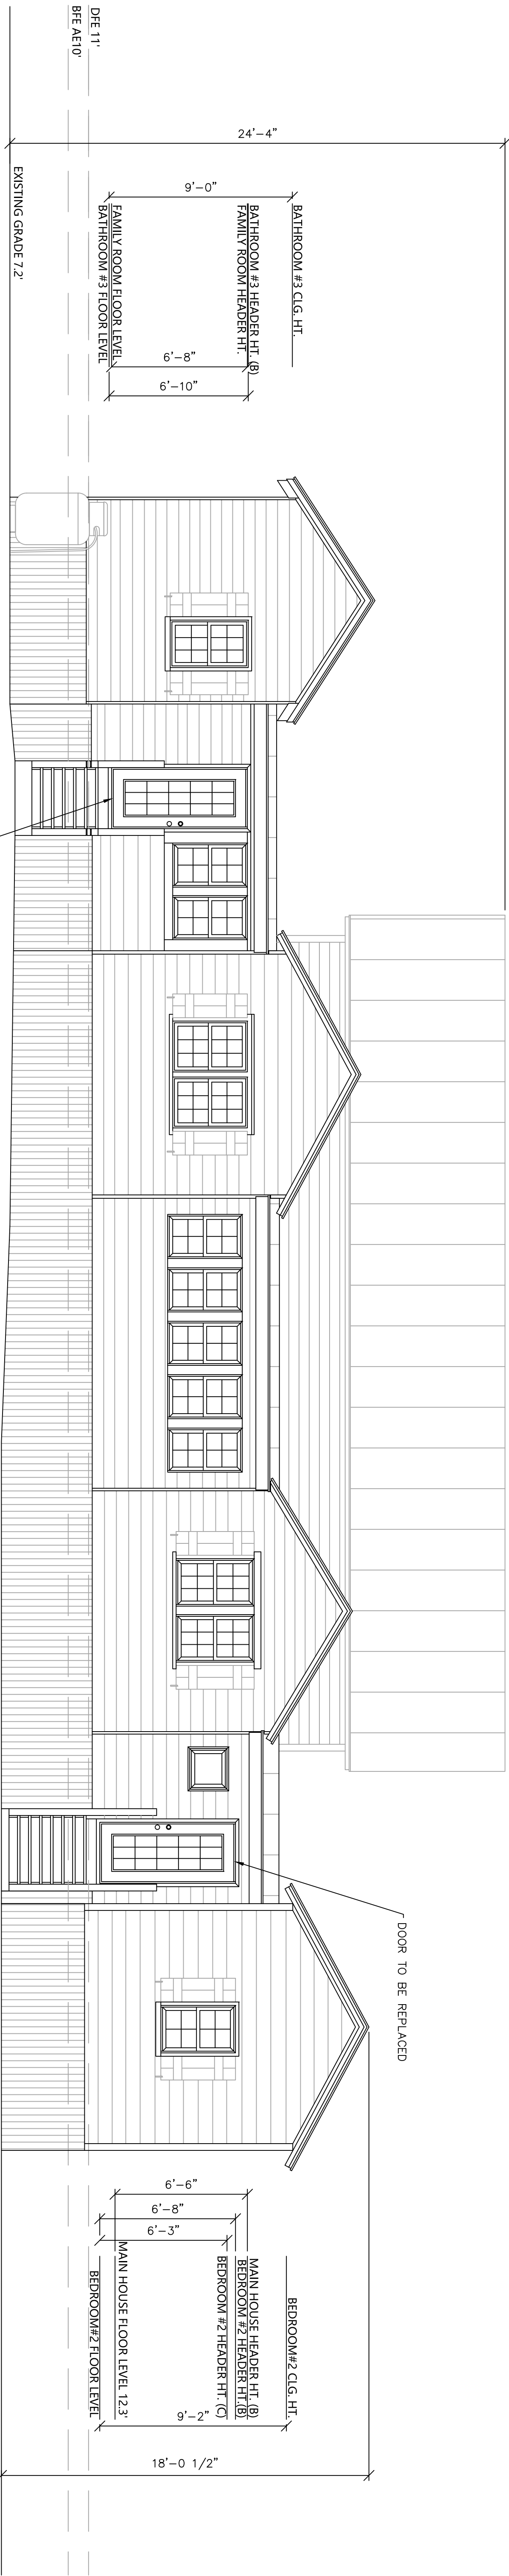 DFE 11'
BFE AE10'
24'-4"
EXISTING GRADE 7.2'
9'-0"
BATHROOM #3 CLG. HT.
BATHROOM #3 HEADER HT. (B)
FAMILY ROOM HEADER HT.
FAMILY ROOM FLOOR LEVEL
BATHROOM #3 FLOOR LEVEL
6'-8"
6'-10"
DOOR TO BE REPLACED
6'-6"
6'-8"
6'-3"
BEDROOM#2 CLG. HT.
MAIN HOUSE HEADER HT. (B)
BEDROOM #2 HEADER HT.(B)
BEDROOM #2 HEADER HT. (C)
MAIN HOUSE FLOOR LEVEL 12.3'
BEDROOM#2 FLOOR LEVEL
9'-2"
18'-0 1/2"